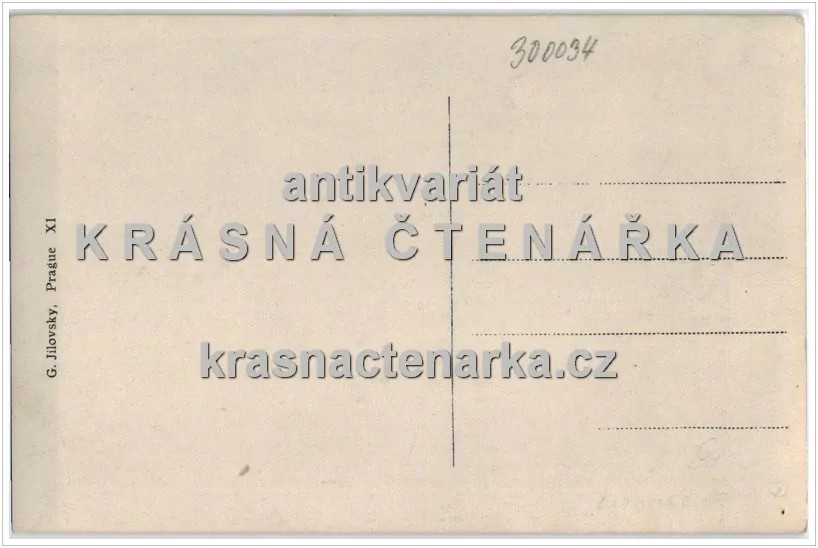 300034
antikvariát
KRÁSNÁ ČTENÁŘKA
krasnactenarka.cz
G. Jilovsky, Prague XI